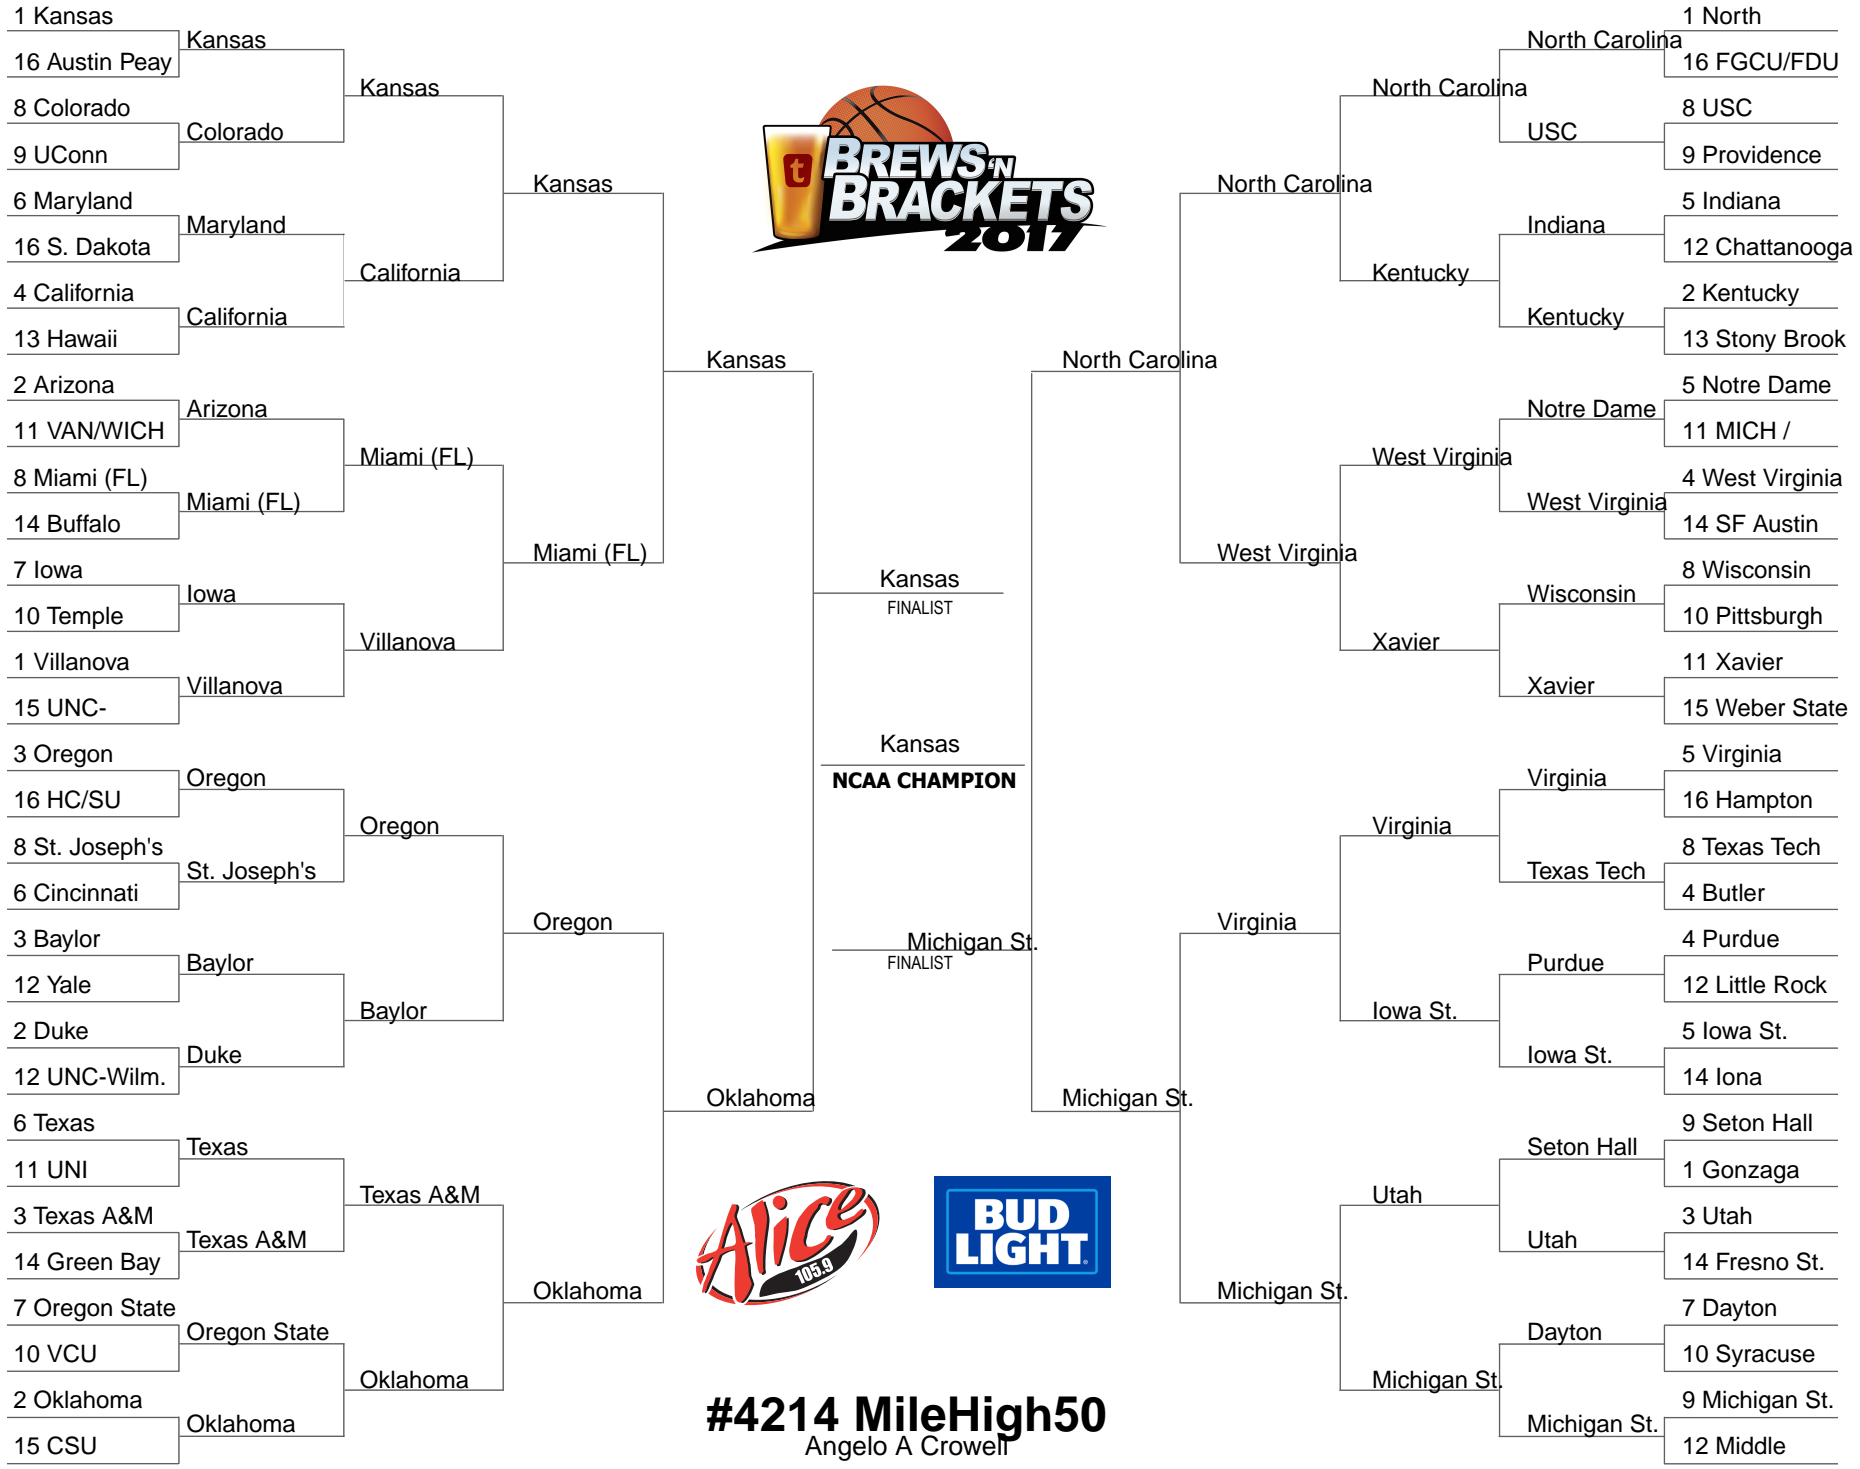 1 Kansas
16 Austin Peay
8 Colorado
9 UConn
6 Maryland
16 S. Dakota
4 California
13 Hawaii
2 Arizona
11 VAN/WICH
8 Miami (FL)
14 Buffalo
7 Iowa
10 Temple
1 Villanova
15 UNC-
3 Oregon
16 HC/SU
8 St. Joseph's
6 Cincinnati
3 Baylor
12 Yale
2 Duke
12 UNC-Wilm.
6 Texas
11 UNI
3 Texas A&M
14 Green Bay
7 Oregon State
10 VCU
2 Oklahoma
15 CSU
Kansas
Colorado
Maryland
California
Arizona
Miami (FL)
Iowa
Villanova
Oregon
St. Joseph's
Baylor
Duke
Texas
Texas A&M
Oregon State
Oklahoma
Kansas
California
Miami (FL)
Villanova
Oregon
Baylor
Texas A&M
Oklahoma
Kansas
Miami (FL)
Oregon
Oklahoma
Kansas
Oklahoma
t
BREWS 'N
BRACKETS
2017
Kansas
FINALIST
Kansas
NCAA CHAMPION
Michigan St.
FINALIST
Alice
105.9
BUD
LIGHT
#4214 MileHigh50
Angelo A Crowell
North Carolina
Michigan St.
North Carolina
West Virginia
Virginia
Michigan St.
North Carolina
Kentucky
West Virginia
Xavier
Virginia
Iowa St.
Utah
Michigan St.
North Carolina
USC
Indiana
Kentucky
Notre Dame
West Virginia
Wisconsin
Xavier
Virginia
Texas Tech
Purdue
Iowa St.
Seton Hall
Utah
Dayton
Michigan St.
1 North
16 FGCU/FDU
8 USC
9 Providence
5 Indiana
12 Chattanooga
2 Kentucky
13 Stony Brook
5 Notre Dame
11 MICH /
4 West Virginia
14 SF Austin
8 Wisconsin
10 Pittsburgh
11 Xavier
15 Weber State
5 Virginia
16 Hampton
8 Texas Tech
4 Butler
4 Purdue
12 Little Rock
5 Iowa St.
14 Iona
9 Seton Hall
1 Gonzaga
3 Utah
14 Fresno St.
7 Dayton
10 Syracuse
9 Michigan St.
12 Middle